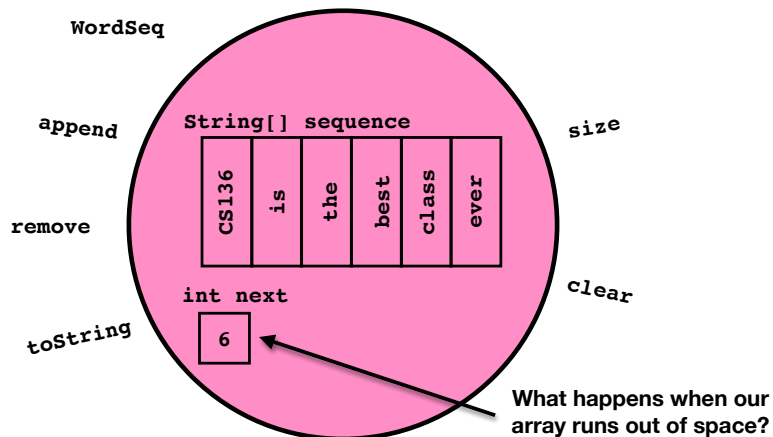 WordSeq
append
String[] sequence
size
CS136
is
the
best
class
ever
remove
int next
clear
toString
6
What happens when our
array runs out of space?